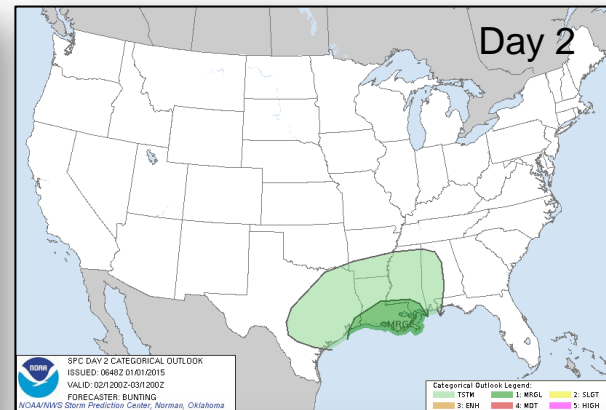 Day 2
MRGL
SPC DAY 2 CATEGORICAL OUTLOOK
ISSUED: 0648Z 01/01/2015
VALID: 02/1200Z-03/1200Z
FORECASTER: BUNTING
NOAA/NWS Storm Prediction Center, Norman, Oklahoma
NOAA
Categorical Outlook Legend:
TSTM 1: MRGL 2: SLGT
3: ENH 4: MDT 5: HIGH